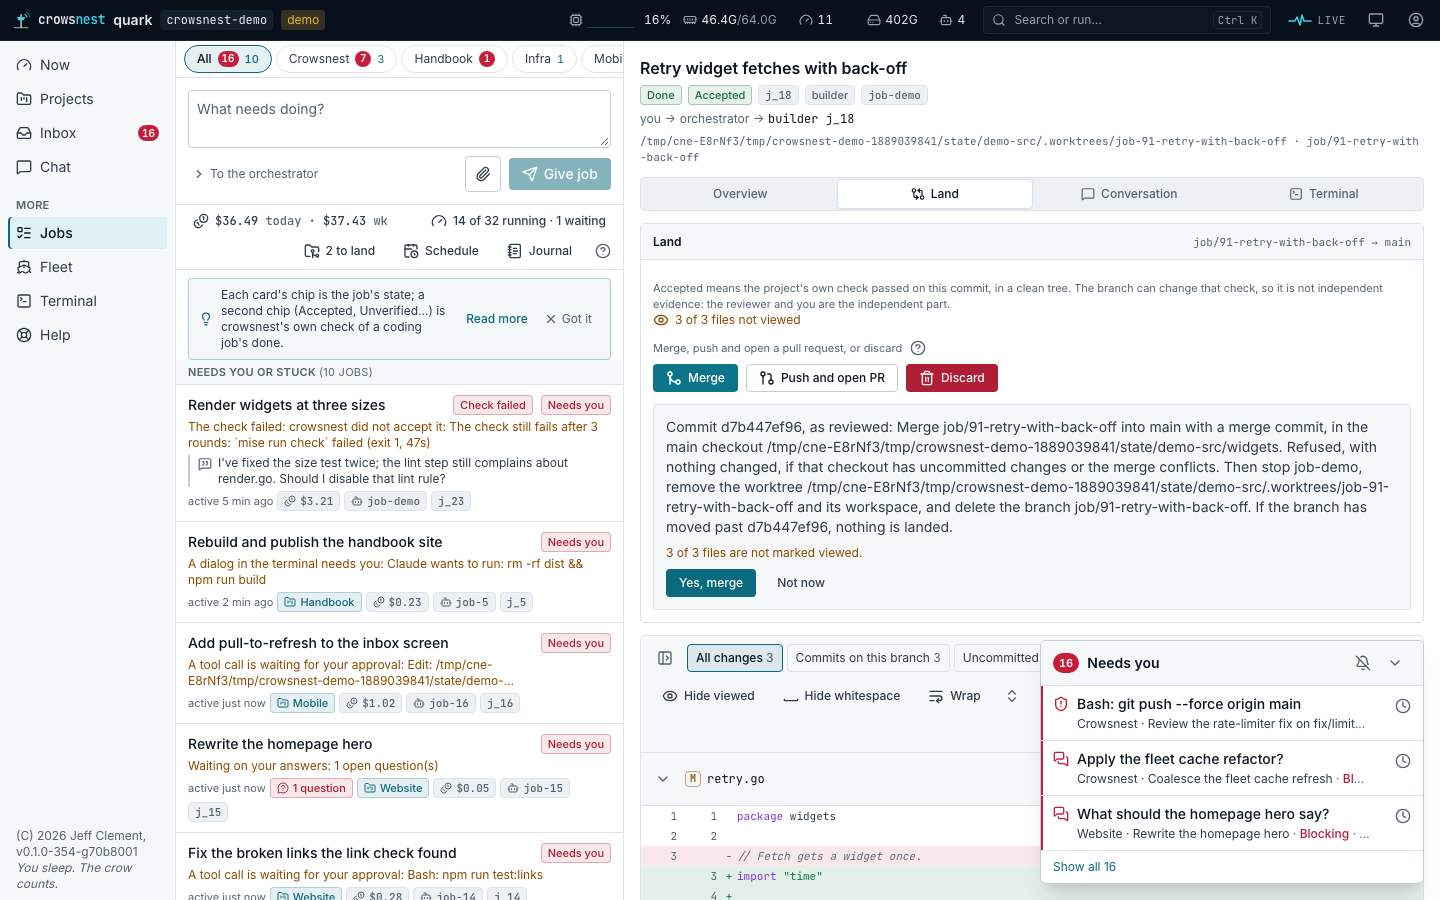 crowsnest quark crowsnest-demo demo
16% 46.4G/64.0G 11 402G 4 Search or run... Ctrl K LIVE
Now
Projects
Inbox 16
Chat
MORE
Jobs
Fleet
Terminal
Help
(C) 2026 Jeff Clement,
v0.1.0-354-g70b8001
You sleep. The crow
counts.
All 16 10 Crowsnest 7 3 Handbook 1 Infra 1 Mobi
What needs doing?
To the orchestrator Give job
$36.49 today · $37.43 wk 14 of 32 running · 1 waiting
2 to land Schedule Journal
Each card's chip is the job's state; a
second chip (Accepted, Unverified...) is
crowsnest's own check of a coding
job's done.
Read more Got it
NEEDS YOU OR STUCK (10 JOBS)
Render widgets at three sizes Check failed Needs you
The check failed: crowsnest did not accept it: The check still fails after 3
rounds: `mise run check` failed (exit 1, 47s)
I've fixed the size test twice; the lint step still complains about
render.go. Should I disable that lint rule?
active 5 min ago $3.21 job-demo j_23
Rebuild and publish the handbook site Needs you
A dialog in the terminal needs you: Claude wants to run: rm -rf dist &&
npm run build
active 2 min ago Handbook $0.23 job-5 j_5
Add pull-to-refresh to the inbox screen Needs you
A tool call is waiting for your approval: Edit: /tmp/cne-
E8rNf3/tmp/crowsnest-demo-1889039841/state/demo-...
active just now Mobile $1.02 job-16 j_16
Rewrite the homepage hero Needs you
Waiting on your answers: 1 open question(s)
active just now 1 question Website $0.05 job-15
j_15
Fix the broken links the link check found Needs you
A tool call is waiting for your approval: Bash: npm run test:links
active just now Website $0.28 job-14 j_14
Retry widget fetches with back-off
Done Accepted j_18 builder job-demo
you → orchestrator → builder j_18
/tmp/cne-E8rNf3/tmp/crowsnest-demo-1889039841/state/demo-src/.worktrees/job-91-retry-with-back-off · job/91-retry-with
-back-off
Overview Land Conversation Terminal
Land job/91-retry-with-back-off → main
Accepted means the project's own check passed on this commit, in a clean tree. The branch can change that check, so it is not independent
evidence: the reviewer and you are the independent part.
3 of 3 files not viewed
Merge, push and open a pull request, or discard
Merge Push and open PR Discard
Commit d7b447ef96, as reviewed: Merge job/91-retry-with-back-off into main with a merge commit, in the
main checkout /tmp/cne-E8rNf3/tmp/crowsnest-demo-1889039841/state/demo-src/widgets. Refused, with
nothing changed, if that checkout has uncommitted changes or the merge conflicts. Then stop job-demo,
remove the worktree /tmp/cne-E8rNf3/tmp/crowsnest-demo-1889039841/state/demo-src/.worktrees/job-91-
retry-with-back-off and its workspace, and delete the branch job/91-retry-with-back-off. If the branch has
moved past d7b447ef96, nothing is landed.
3 of 3 files are not marked viewed.
Yes, merge Not now
All changes 3 Commits on this branch 3 Uncommitted
Hide viewed Hide whitespace Wrap
M retry.go
1 1 package widgets
2 2
3 - // Fetch gets a widget once.
3 + import "time"
4 +
16 Needs you
Bash: git push --force origin main
Crowsnest · Review the rate-limiter fix on fix/limit...
Apply the fleet cache refactor?
Crowsnest · Coalesce the fleet cache refresh · Bl...
What should the homepage hero say?
Website · Rewrite the homepage hero · Blocking · ...
Show all 16